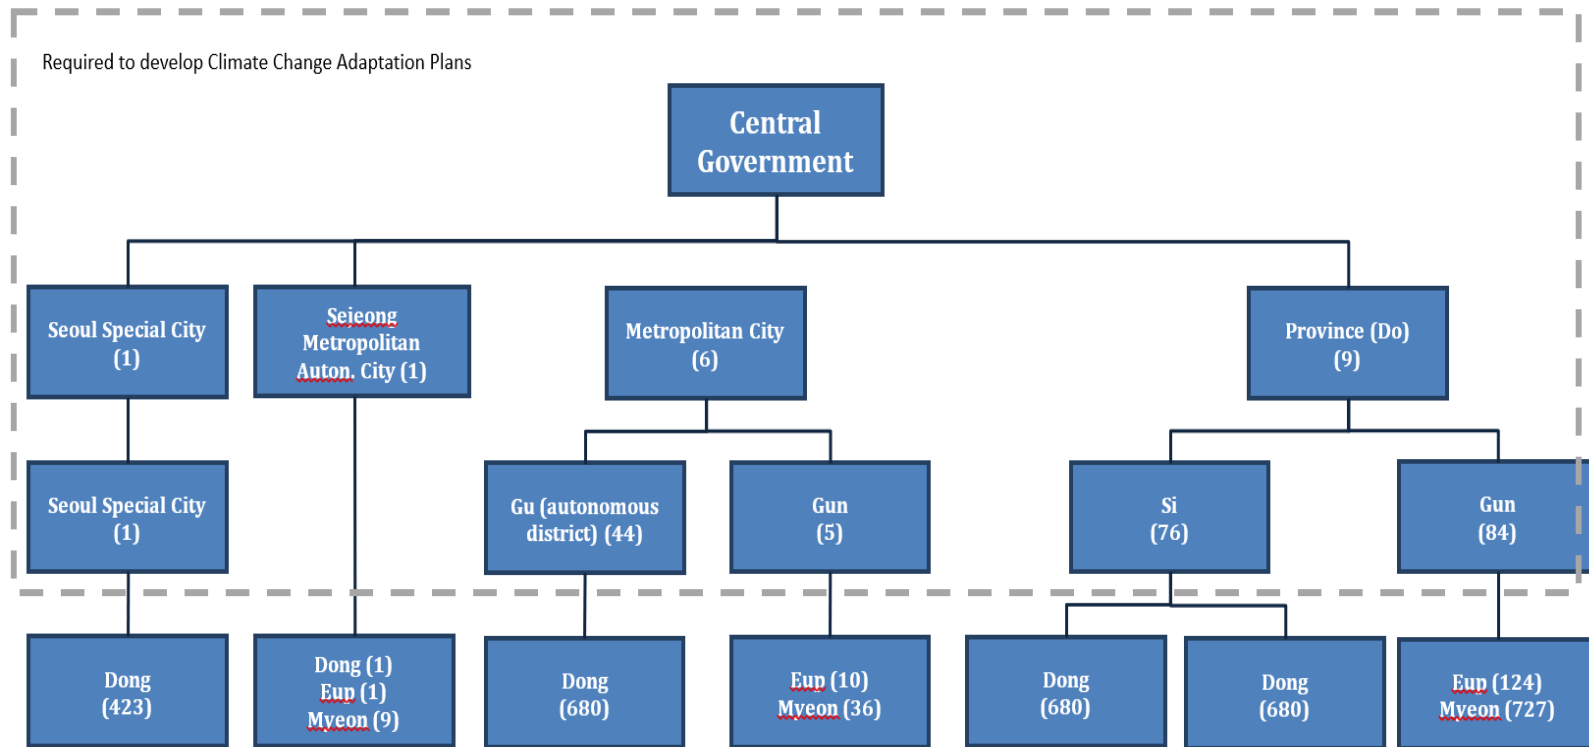 Required to develop Climate Change Adaptation Plans
Central
Government
Seoul Special City
(1)
Sejeong
Metropolitan
Auton. City (1)
Metropolitan City
(6)
Province (Do)
(9)
Seoul Special City
(1)
Gu (autonomous
district) (44)
Gun
(5)
Si
(76)
Gun
(84)
Dong
(423)
Dong (1)
Eup (1)
Myeon (9)
Dong
(680)
Eup (10)
Myeon (36)
Dong
(680)
Dong
(680)
Eup (124)
Myeon (727)